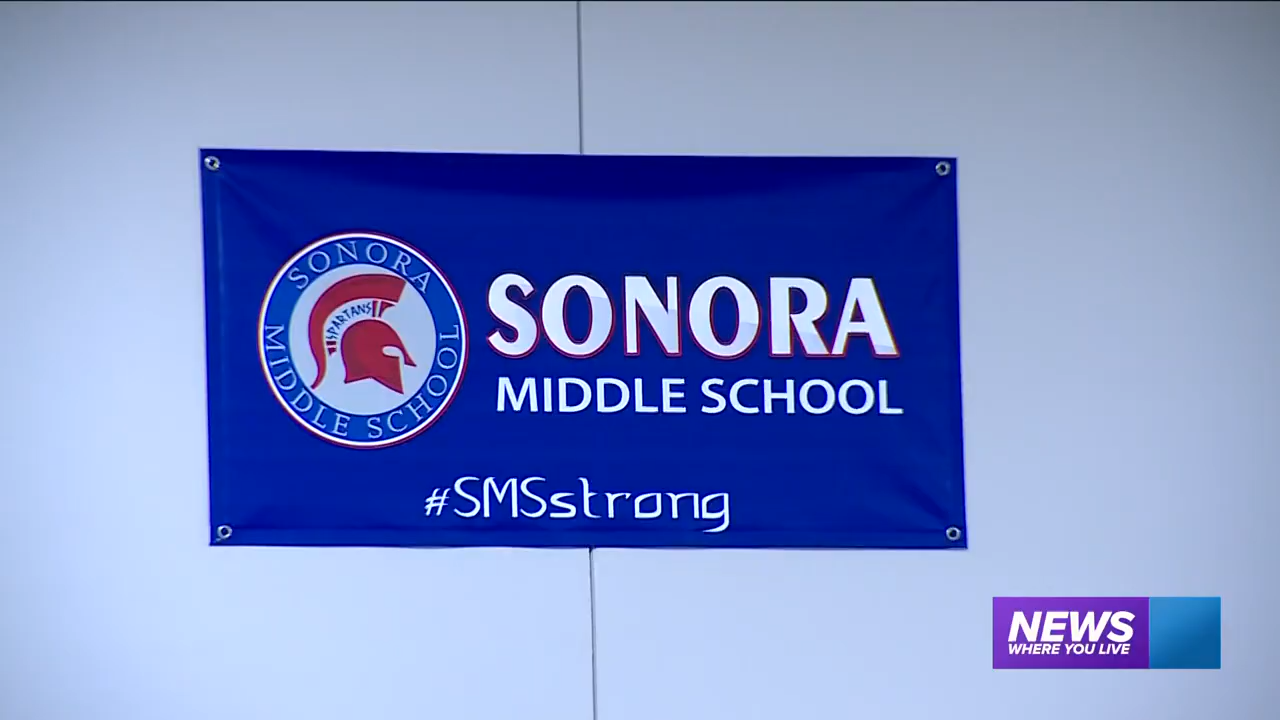 SONORA
SPARTANS
MIDDLE SCHOOL
SONORA
MIDDLE SCHOOL
#SMSstrong
NEWS
WHERE YOU LIVE